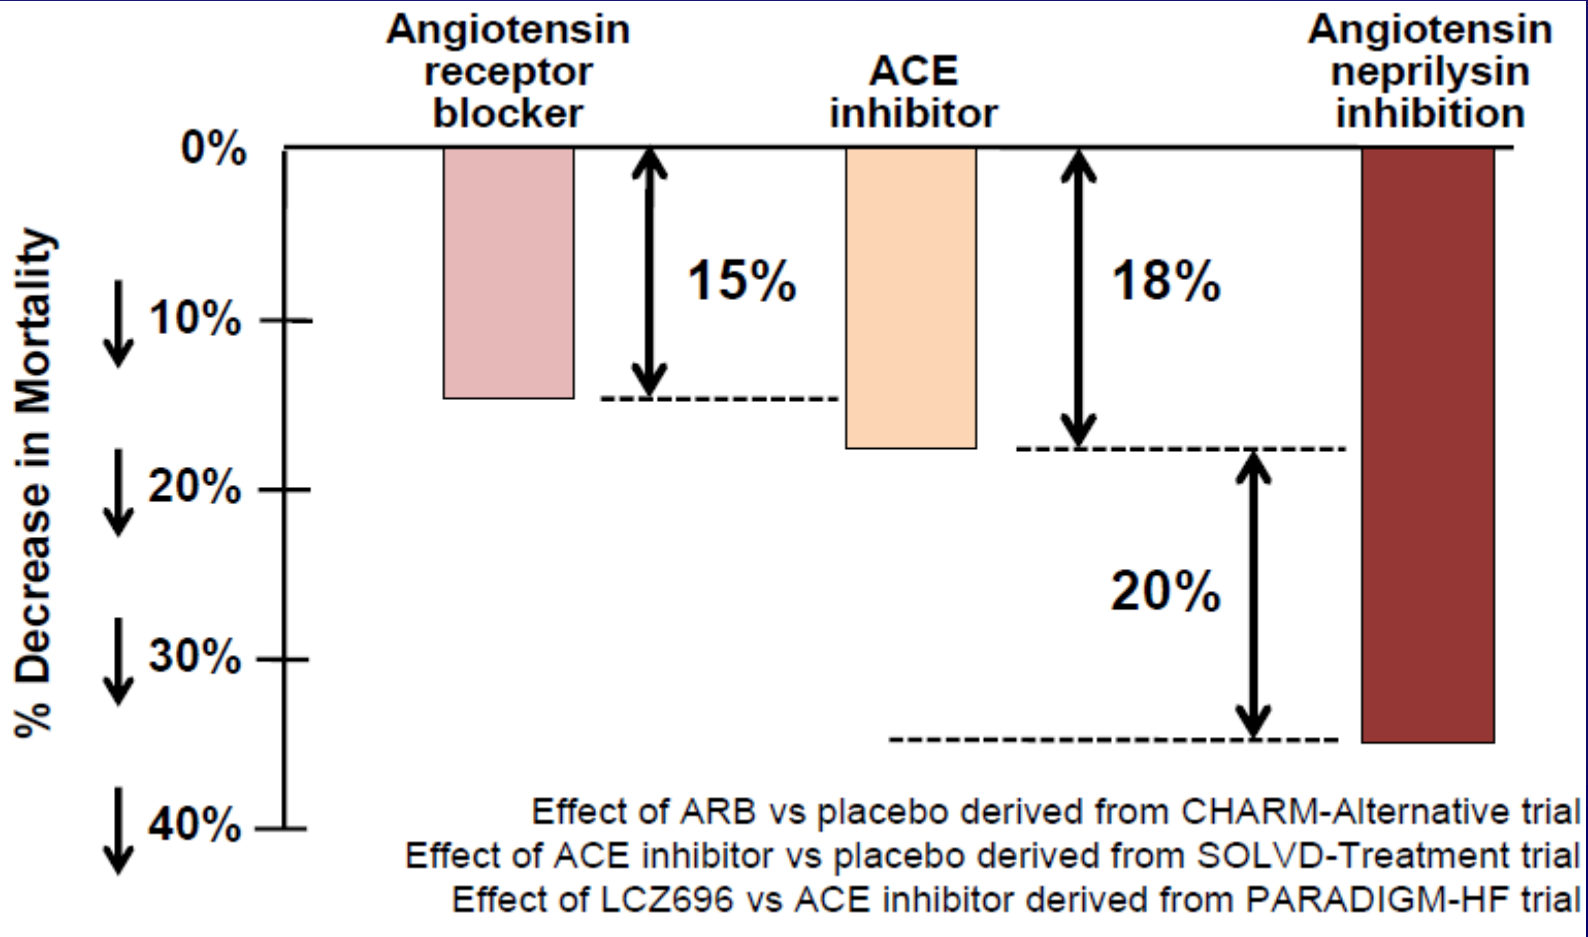 Angiotensin
receptor
blocker
ACE
inhibitor
Angiotensin
neprilysin
inhibition
0%
10%
20%
30%
40%
% Decrease in Mortality
15%
18%
20%
Effect of ARB vs placebo derived from CHARM-Alternative trial
Effect of ACE inhibitor vs placebo derived from SOLVD-Treatment trial
Effect of LCZ696 vs ACE inhibitor derived from PARADIGM-HF trial